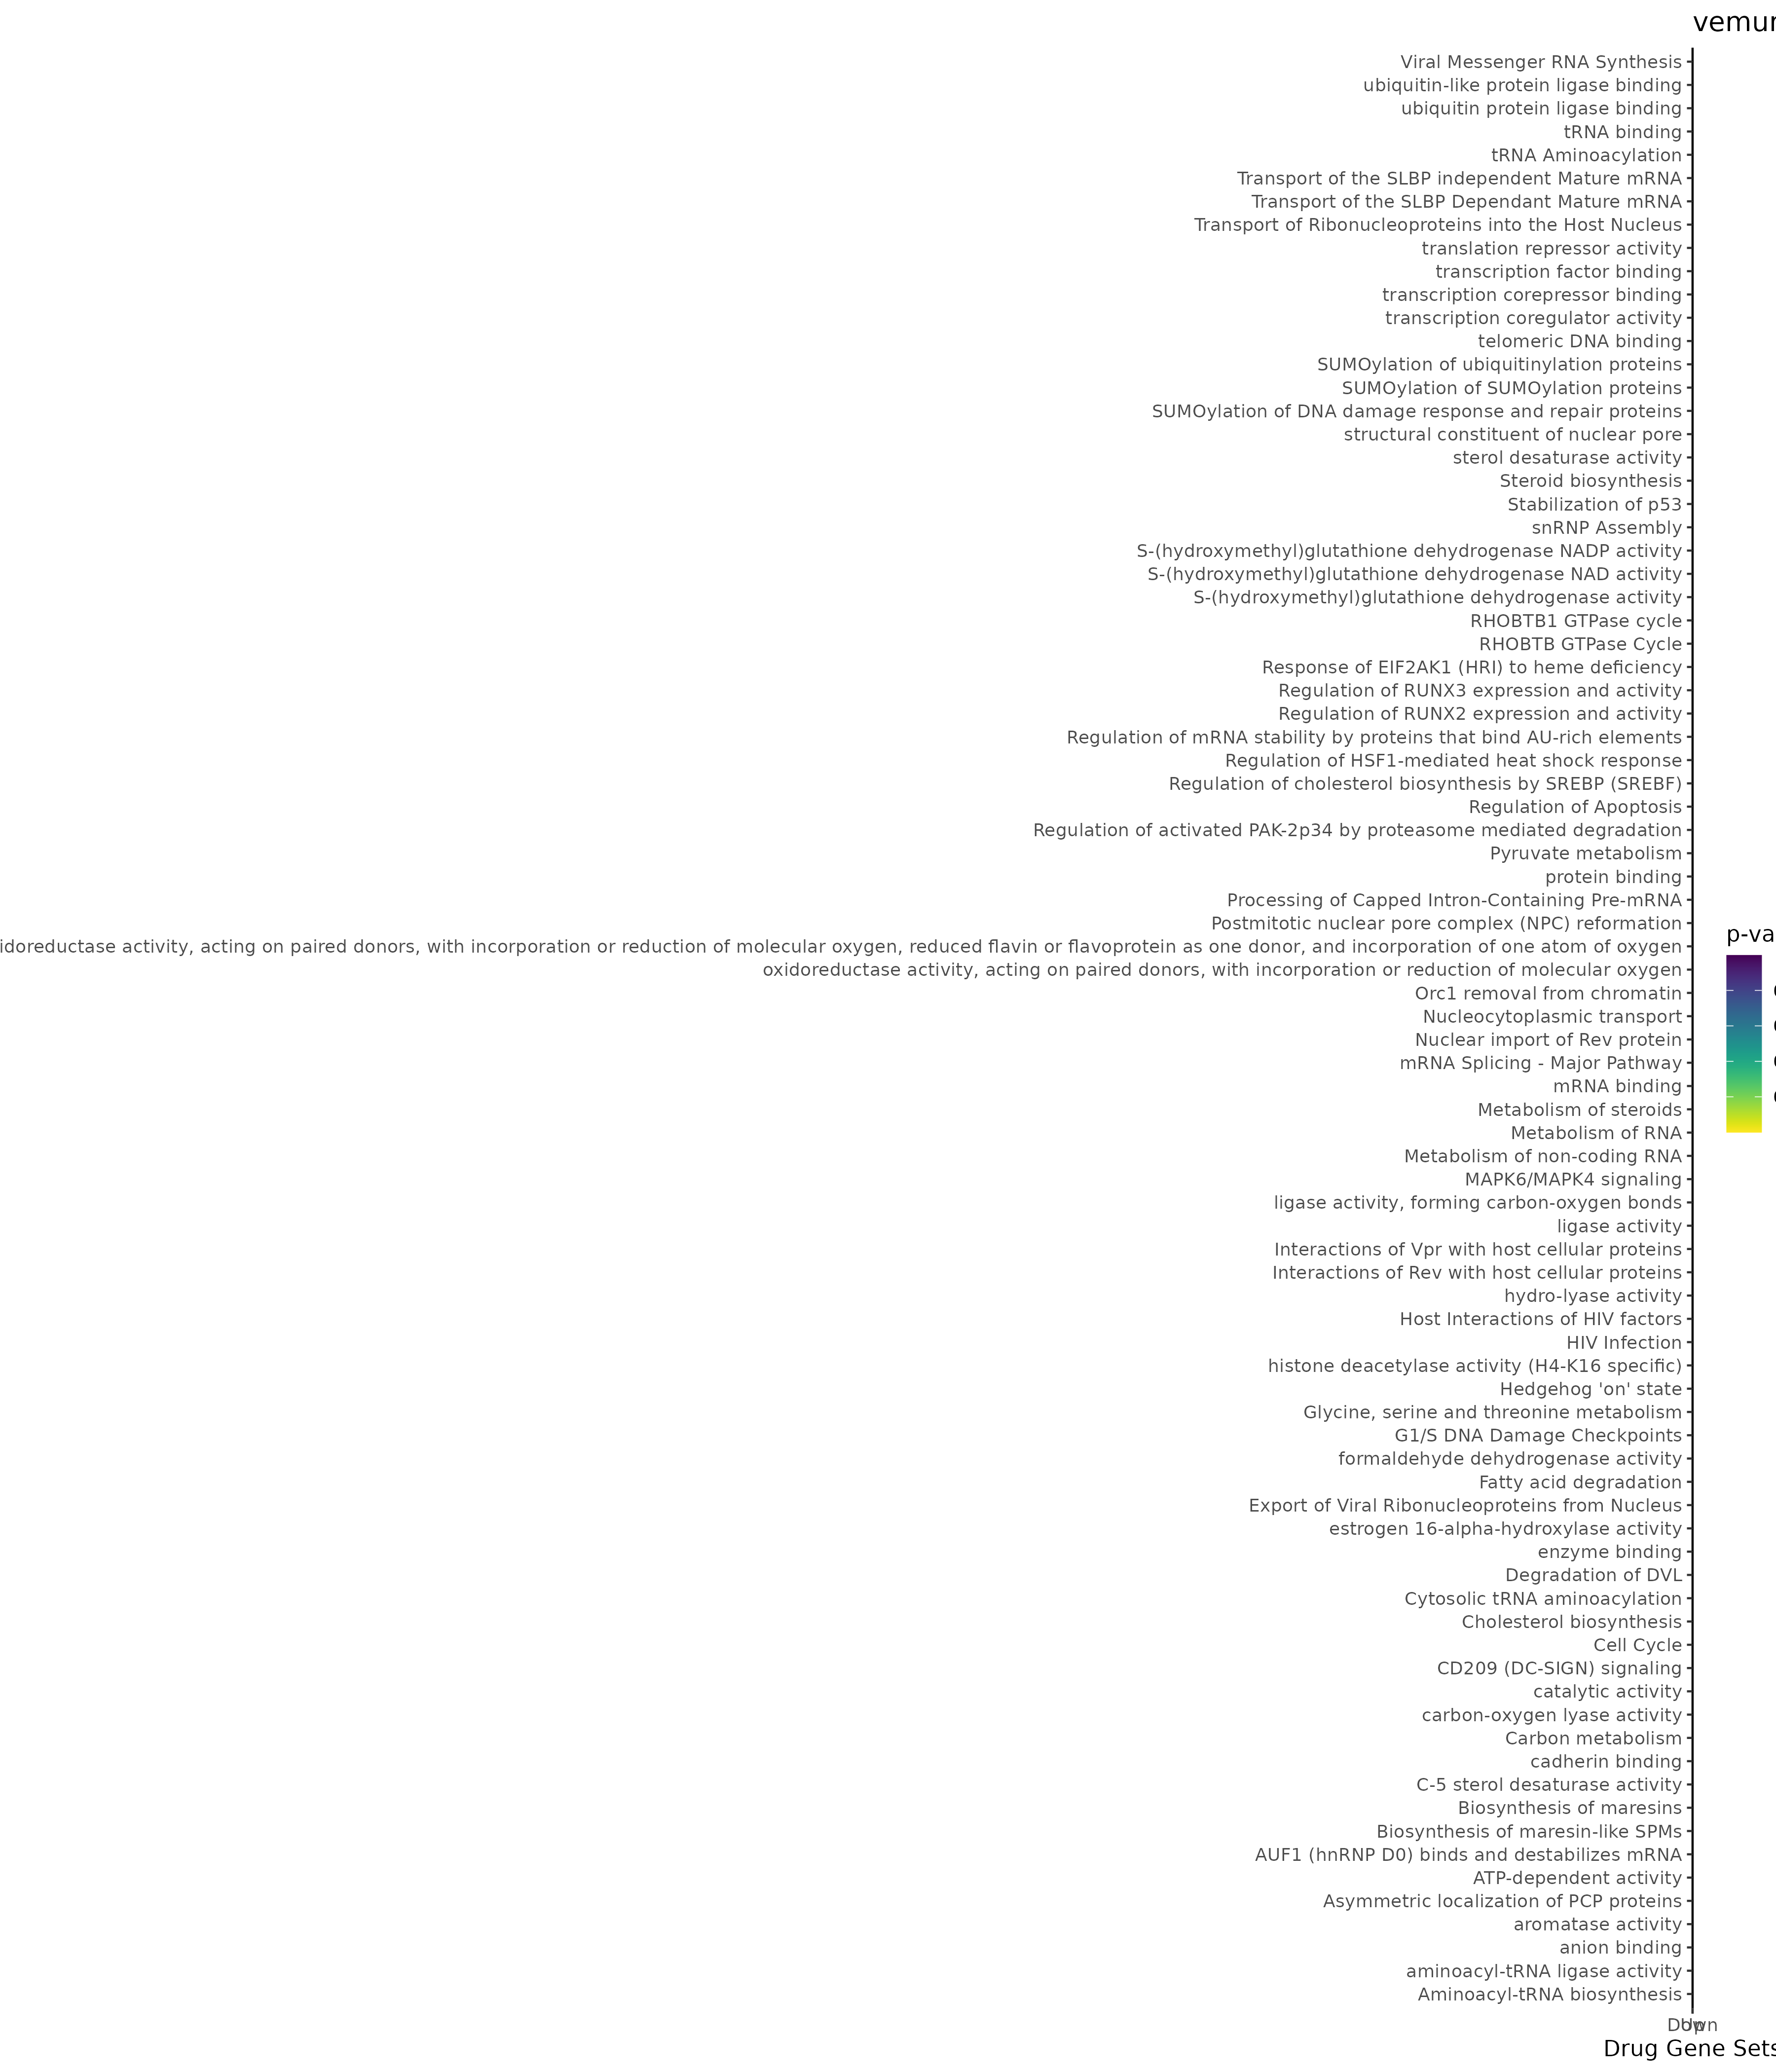 Viral Messenger RNA Synthesis
ubiquitin-like protein ligase binding
ubiquitin protein ligase binding
tRNA binding
tRNA Aminoacylation
Transport of the SLBP independent Mature mRNA
Transport of the SLBP Dependant Mature mRNA
Transport of Ribonucleoproteins into the Host Nucleus
translation repressor activity
transcription factor binding
transcription corepressor binding
transcription coregulator activity
telomeric DNA binding
SUMOylation of ubiquitinylation proteins
SUMOylation of SUMOylation proteins
SUMOylation of DNA damage response and repair proteins
structural constituent of nuclear pore
sterol desaturase activity
Steroid biosynthesis
Stabilization of p53
snRNP Assembly
S-(hydroxymethyl)glutathione dehydrogenase NADP activity
S-(hydroxymethyl)glutathione dehydrogenase NAD activity
S-(hydroxymethyl)glutathione dehydrogenase activity
RHOBTB1 GTPase cycle
RHOBTB GTPase Cycle
Response of EIF2AK1 (HRI) to heme deficiency
Regulation of RUNX3 expression and activity
Regulation of RUNX2 expression and activity
Regulation of mRNA stability by proteins that bind AU-rich elements
Regulation of HSF1-mediated heat shock response
Regulation of cholesterol biosynthesis by SREBP (SREBF)
Regulation of Apoptosis
Regulation of activated PAK-2p34 by proteasome mediated degradation
Pyruvate metabolism
protein binding
Processing of Capped Intron-Containing Pre-mRNA
Postmitotic nuclear pore complex (NPC) reformation
idoreductase activity, acting on paired donors, with incorporation or reduction of molecular oxygen, reduced flavin or flavoprotein as one donor, and incorporation of one atom of oxygen
oxidoreductase activity, acting on paired donors, with incorporation or reduction of molecular oxygen
Orc1 removal from chromatin
Nucleocytoplasmic transport
Nuclear import of Rev protein
mRNA Splicing - Major Pathway
mRNA binding
Metabolism of steroids
Metabolism of RNA
Metabolism of non-coding RNA
MAPK6/MAPK4 signaling
ligase activity, forming carbon-oxygen bonds
ligase activity
Interactions of Vpr with host cellular proteins
Interactions of Rev with host cellular proteins
hydro-lyase activity
Host Interactions of HIV factors
HIV Infection
histone deacetylase activity (H4-K16 specific)
Hedgehog 'on' state
Glycine, serine and threonine metabolism
G1/S DNA Damage Checkpoints
formaldehyde dehydrogenase activity
Fatty acid degradation
Export of Viral Ribonucleoproteins from Nucleus
estrogen 16-alpha-hydroxylase activity
enzyme binding
Degradation of DVL
Cytosolic tRNA aminoacylation
Cholesterol biosynthesis
Cell Cycle
CD209 (DC-SIGN) signaling
catalytic activity
carbon-oxygen lyase activity
Carbon metabolism
cadherin binding
C-5 sterol desaturase activity
Biosynthesis of maresins
Biosynthesis of maresin-like SPMs
AUF1 (hnRNP D0) binds and destabilizes mRNA
ATP-dependent activity
Asymmetric localization of PCP proteins
aromatase activity
anion binding
aminoacyl-tRNA ligase activity
Aminoacyl-tRNA biosynthesis
Down
Up
Drug Gene Sets
p-va